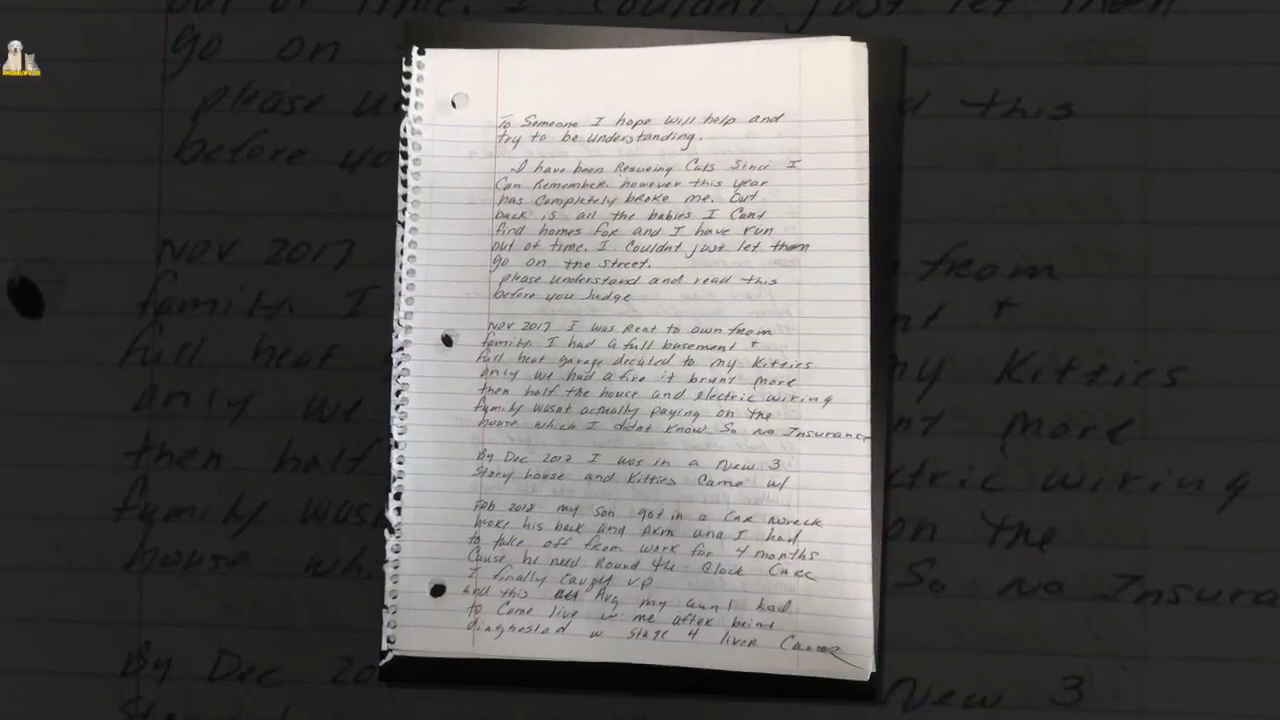 To Someone I hope will help and
try to be understanding.
I have been Resueing Cats Sinci I
Can Remember. however this year
has Completely broke me. Out
back is all the babies I Cant
find homes for and I have run
out of time. I Couldnt just let them
go on the street.
please understand and read this
before you Judge
NOV 2017 I was Rent to own from
family. I had a full basement +
full heat garage decated to my Kitties
only we had a fire it brunt more
then half the house and electric wiring
family wasnt actually paying on the
house which I didnt know So no Insurance
By Dec 2017 I was in a New 3
Story house and Kitties Came w/
Feb 2018 my Son got in a Car wreck
broke his back and arm and I had
to take off from work for 4 months
Cause he need Round the Clock Care
I finally caught up
and this Aug my aunt had
to Come live w me after being
diagnosted w stage 4 liver Cancer